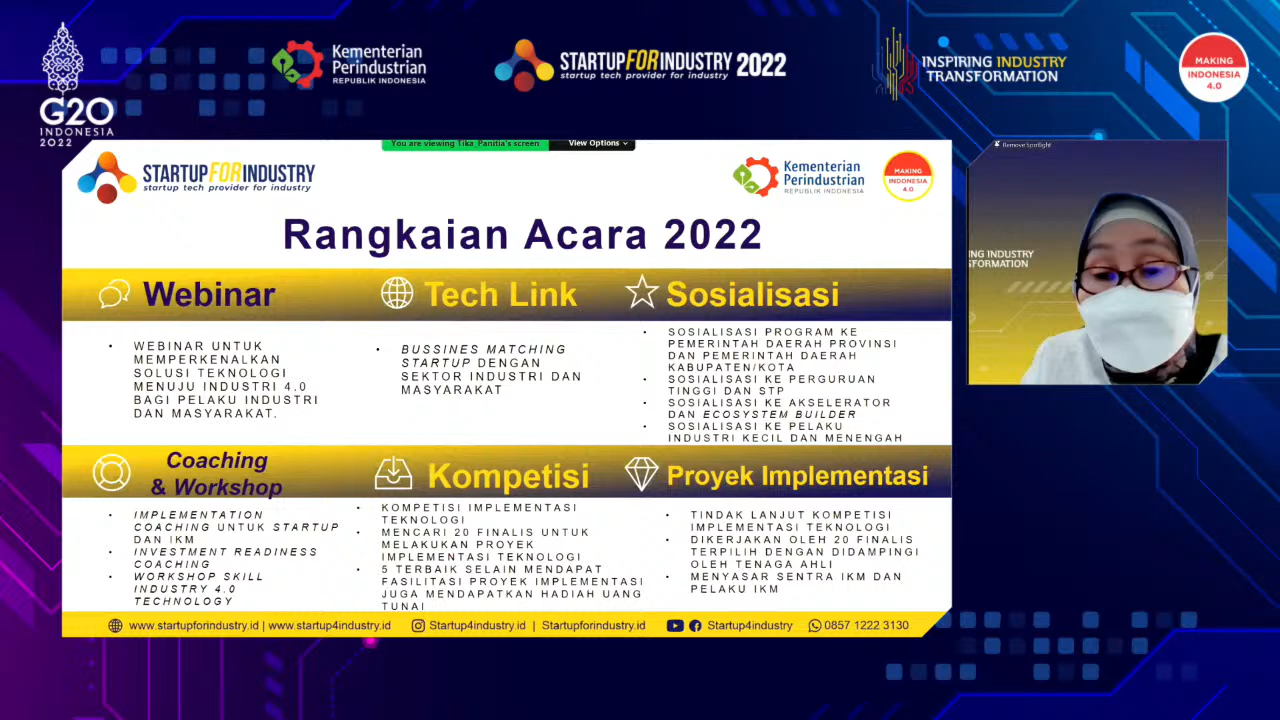 G20
INDONESIA
2022
Kementerian
Perindustrian
REPUBLIK INDONESIA
STARTUPFORINDUSTRY 2022
startup tech provider for industry
INSPIRING INDUSTRY
TRANSFORMATION
MAKING
INDONESIA
4.0
You are viewing Tika_Panitia's screen
View Options
Remove Spotlight
STARTUPFORINDUSTRY
startup tech provider for industry
Kementerian
Perindustrian
REPUBLIK INDONESIA
MAKING
INDONESIA
4.0
Rangkaian Acara 2022
ING INDUSTRY
SFORMATION
Webinar
• WEBINAR UNTUK
MEMPERKENALKAN
SOLUSI TEKNOLOGI
MENUJU INDUSTRI 4.0
BAGI PELAKU INDUSTRI
DAN MASYARAKAT.
Tech Link
• BUSSINES MATCHING
STARTUP DENGAN
SEKTOR INDUSTRI DAN
MASYARAKAT
Sosialisasi
• SOSIALISASI PROGRAM KE
PEMERINTAH DAERAH PROVINSI
DAN PEMERINTAH DAERAH
KABUPATEN/KOTA
• SOSIALISASI KE PERGURUAN
TINGGI DAN STP
• SOSIALISASI KE AKSELERATOR
DAN ECOSYSTEM BUILDER
• SOSIALISASI KE PELAKU
INDUSTRI KECIL DAN MENENGAH
Coaching
& Workshop
• IMPLEMENTATION
COACHING UNTUK STARTUP
DAN IKM
• INVESTMENT READINESS
COACHING
• WORKSHOP SKILL
INDUSTRY 4.0
TECHNOLOGY
Kompetisi
• KOMPETISI IMPLEMENTASI
TEKNOLOGI
• MENCARI 20 FINALIS UNTUK
MELAKUKAN PROYEK
IMPLEMENTASI TEKNOLOGI
• 5 TERBAIK SELAIN MENDAPAT
FASILITASI PROYEK IMPLEMENTASI
JUGA MENDAPATKAN HADIAH UANG
TUNAI
Proyek Implementasi
• TINDAK LANJUT KOMPETISI
IMPLEMENTASI TEKNOLOGI
• DIKERJAKAN OLEH 20 FINALIS
TERPILIH DENGAN DIDAMPINGI
OLEH TENAGA AHLI
• MENYASAR SENTRA IKM DAN
PELAKU IKM
www.startupforindustry.id | www.startup4industry.id
Startup4industry.id | Startupforindustry.id
Startup4industry
0857 1222 3130